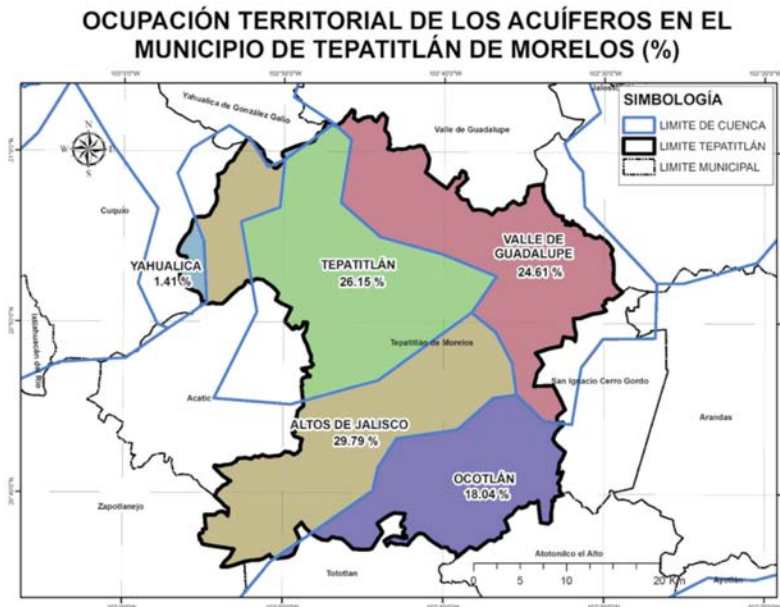 OCUPACIÓN TERRITORIAL DE LOS ACUÍFEROS EN EL
MUNICIPIO DE TEPATITLÁN DE MORELOS (%)
Yahualica de González Gallo
Valle de Guadalupe
SIMBOLOGÍA
LIMITE DE CUENCA
LIMITE TEPATITLÁN
LIMITE MUNICIPAL
N
W
E
S
Cuquío
YAHUALICA
1.41 %
TEPATITLÁN
26.15 %
VALLE DE
GUADALUPE
24.61 %
Tepatitlán de Morelos
Acatic
San Ignacio Cerro Gordo
Arandas
ALTOS DE JALISCO
29.79 %
OCOTLÁN
18.04 %
Zapotlanejo
Tototlan
Atotonilco el Alto
Ayotlán
0 5 10 20 Km